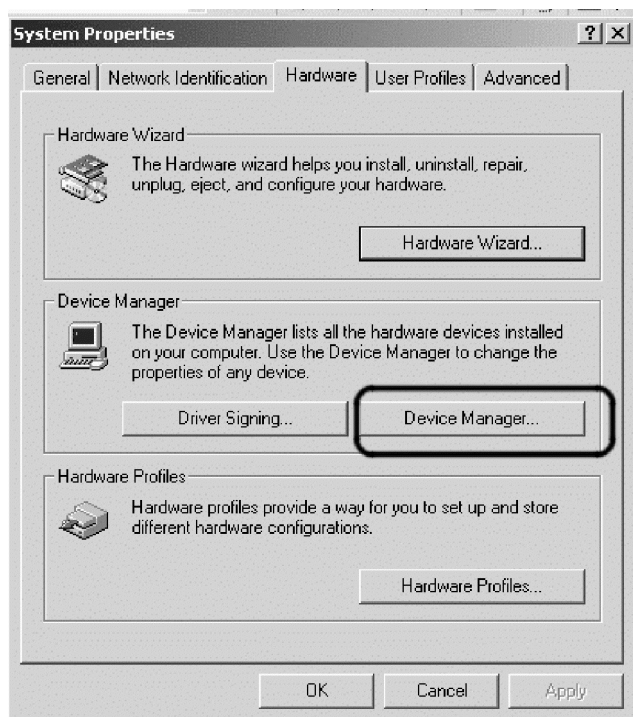 System Properties
? X
General Network Identification Hardware User Profiles Advanced
Hardware Wizard
The Hardware wizard helps you install, uninstall, repair,
unplug, eject, and configure your hardware.
Hardware Wizard...
Device Manager
The Device Manager lists all the hardware devices installed
on your computer. Use the Device Manager to change the
properties of any device.
Driver Signing... Device Manager...
Hardware Profiles
Hardware profiles provide a way for you to set up and store
different hardware configurations.
Hardware Profiles...
OK Cancel Apply